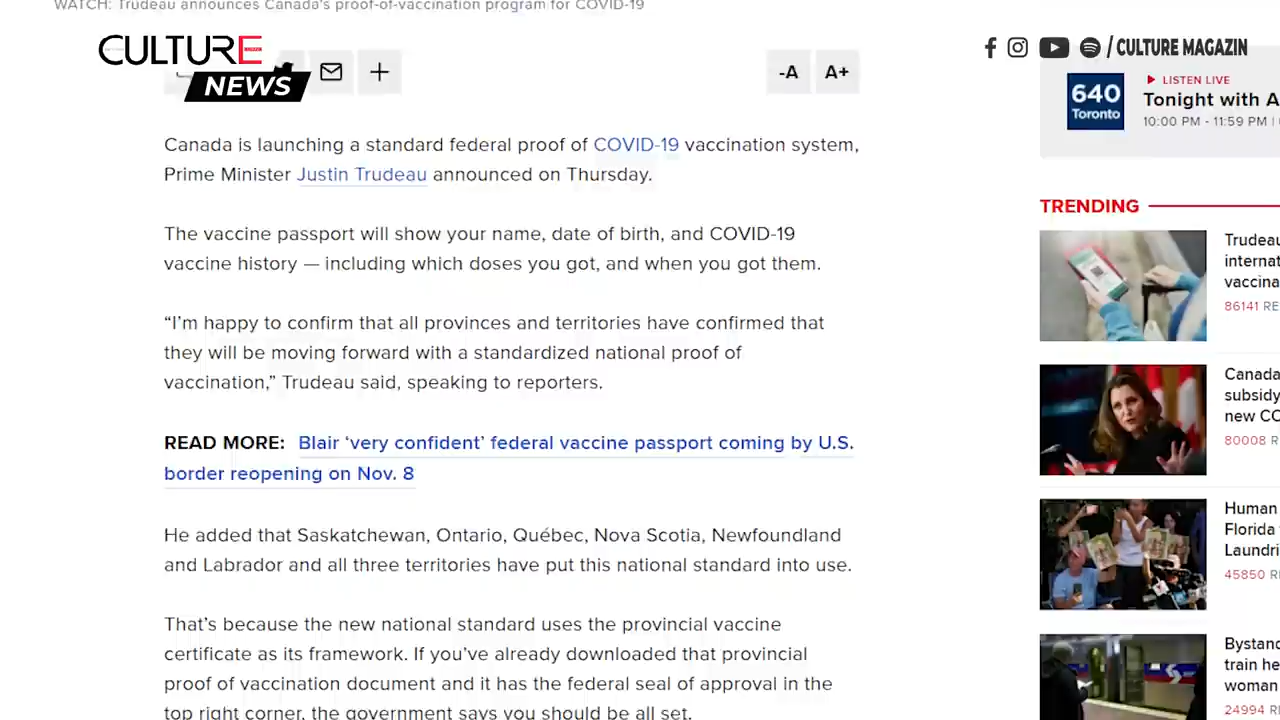 WATCH: Trudeau announces Canada's proof-of-vaccination program for COVID-19
CULTURE
NEWS
/ CULTURE MAGAZIN
-A
A+
640
Toronto
LISTEN LIVE
Tonight with A
10:00 PM - 11:59 PM |
Canada is launching a standard federal proof of COVID-19 vaccination system,
Prime Minister Justin Trudeau announced on Thursday.
The vaccine passport will show your name, date of birth, and COVID-19
vaccine history — including which doses you got, and when you got them.
“I’m happy to confirm that all provinces and territories have confirmed that
they will be moving forward with a standardized national proof of
vaccination,” Trudeau said, speaking to reporters.
READ MORE: Blair ‘very confident’ federal vaccine passport coming by U.S.
border reopening on Nov. 8
He added that Saskatchewan, Ontario, Québec, Nova Scotia, Newfoundland
and Labrador and all three territories have put this national standard into use.
That’s because the new national standard uses the provincial vaccine
certificate as its framework. If you’ve already downloaded that provincial
proof of vaccination document and it has the federal seal of approval in the
top right corner, the government says you should be all set.
TRENDING
Trudeau
internat
vaccina
86141 RE
Canada
subsidy
new CO
80008 R
Human
Florida
Laundri
45850 RE
Bystand
train he
woman
24994 R